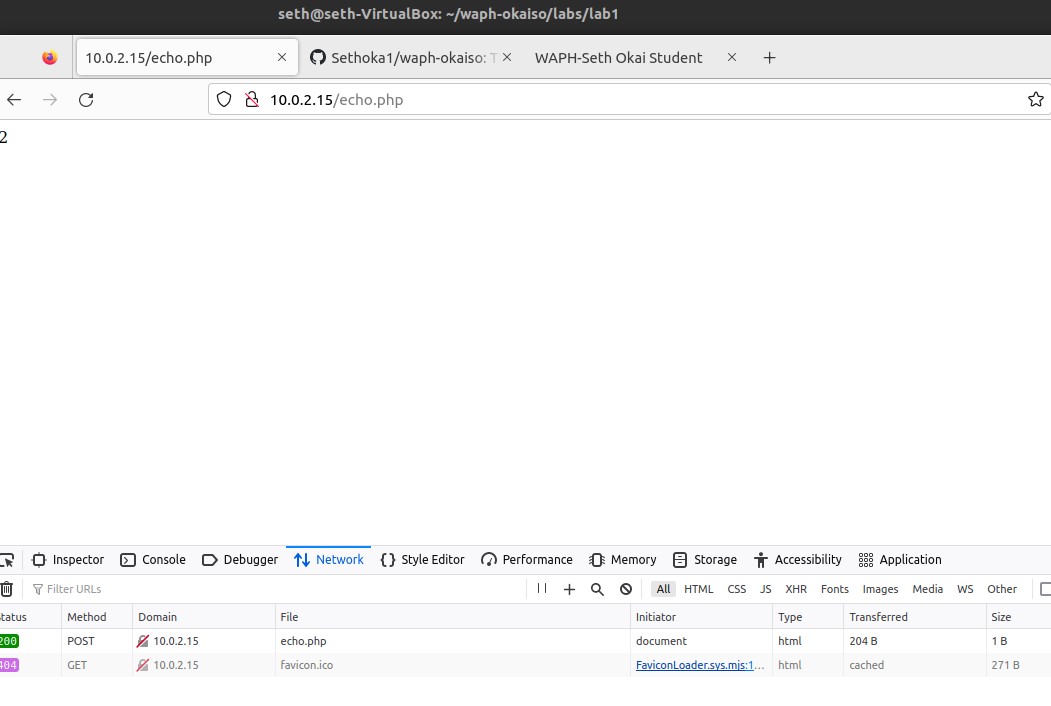 seth@seth-VirtualBox: ~/waph-okaiso/labs/lab1
10.0.2.15/echo.php × Sethoka1/waph-okaiso: T × WAPH-Seth Okai Student × +
10.0.2.15/echo.php
2
Inspector Console Debugger Network Style Editor Performance Memory Storage Accessibility Application
Filter URLs All HTML CSS JS XHR Fonts Images Media WS Other
tatus Method Domain File Initiator Type Transferred Size
200 POST 10.0.2.15 echo.php document html 204 B 1 B
404 GET 10.0.2.15 favicon.ico FaviconLoader.sys.mjs:1… html cached 271 B